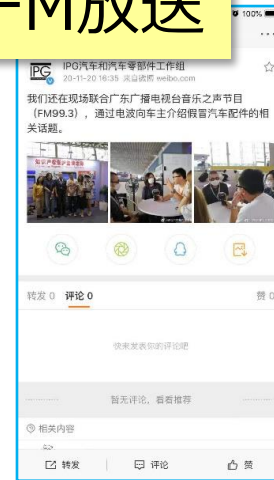 FM放送
100%
IPG汽车和汽车零部件工作组
IPG
20-11-20 16:35 来自微博 weibo.com
我们还在现场联合广东广播电视台音乐之声节目
（FM99.3），通过电波向车主介绍假冒汽车配件的相
关话题。
转发 0 评论 0 赞 0
快来发表你的评论吧
暂无评论，看看推荐
相关内容
转发 评论 赞